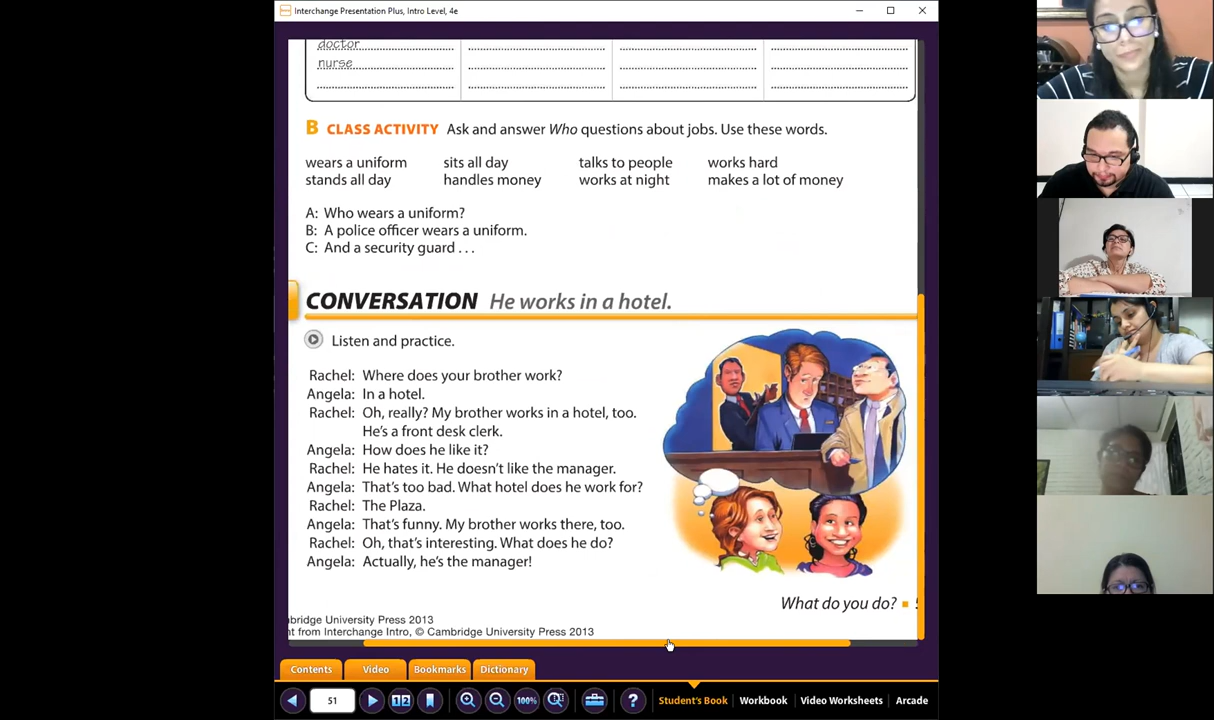 Interchange Presentation Plus, Intro Level, 4e
doctor
nurse
B CLASS ACTIVITY Ask and answer Who questions about jobs. Use these words.
wears a uniform sits all day talks to people works hard
stands all day handles money works at night makes a lot of money
A: Who wears a uniform?
B: A police officer wears a uniform.
C: And a security guard . . .
CONVERSATION He works in a hotel.
Listen and practice.
Rachel: Where does your brother work?
Angela: In a hotel.
Rachel: Oh, really? My brother works in a hotel, too.
He's a front desk clerk.
Angela: How does he like it?
Rachel: He hates it. He doesn't like the manager.
Angela: That's too bad. What hotel does he work for?
Rachel: The Plaza.
Angela: That's funny. My brother works there, too.
Rachel: Oh, that's interesting. What does he do?
Angela: Actually, he's the manager!
What do you do?
bridge University Press 2013
nt from Interchange Intro, © Cambridge University Press 2013
Contents Video Bookmarks Dictionary
51 12 100% ? Student's Book Workbook Video Worksheets Arcade